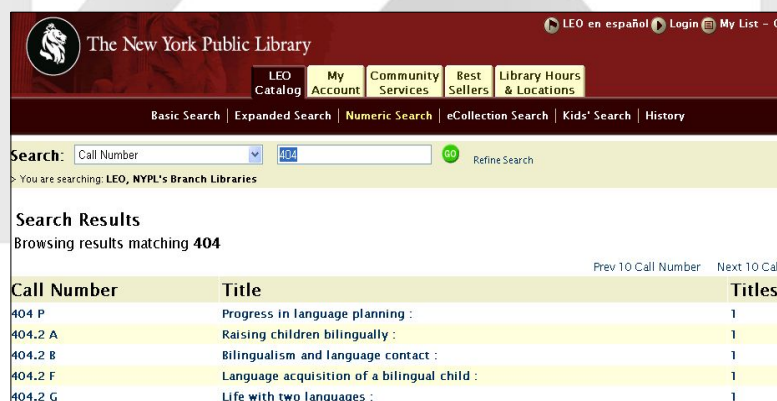 LEO en español Login My List -
The New York Public Library
LEO Catalog My Account Community Services Best Sellers Library Hours & Locations
Basic Search | Expanded Search | Numeric Search | eCollection Search | Kids' Search | History
Search: Call Number 404 GO Refine Search
> You are searching: LEO, NYPL's Branch Libraries
Search Results
Browsing results matching 404
Prev 10 Call Number Next 10
Call Number Title Titles
404 P Progress in language planning : 1
404.2 A Raising children bilingually : 1
404.2 B Bilingualism and language contact : 1
404.2 F Language acquisition of a bilingual child : 1
404.2 G Life with two languages : 1